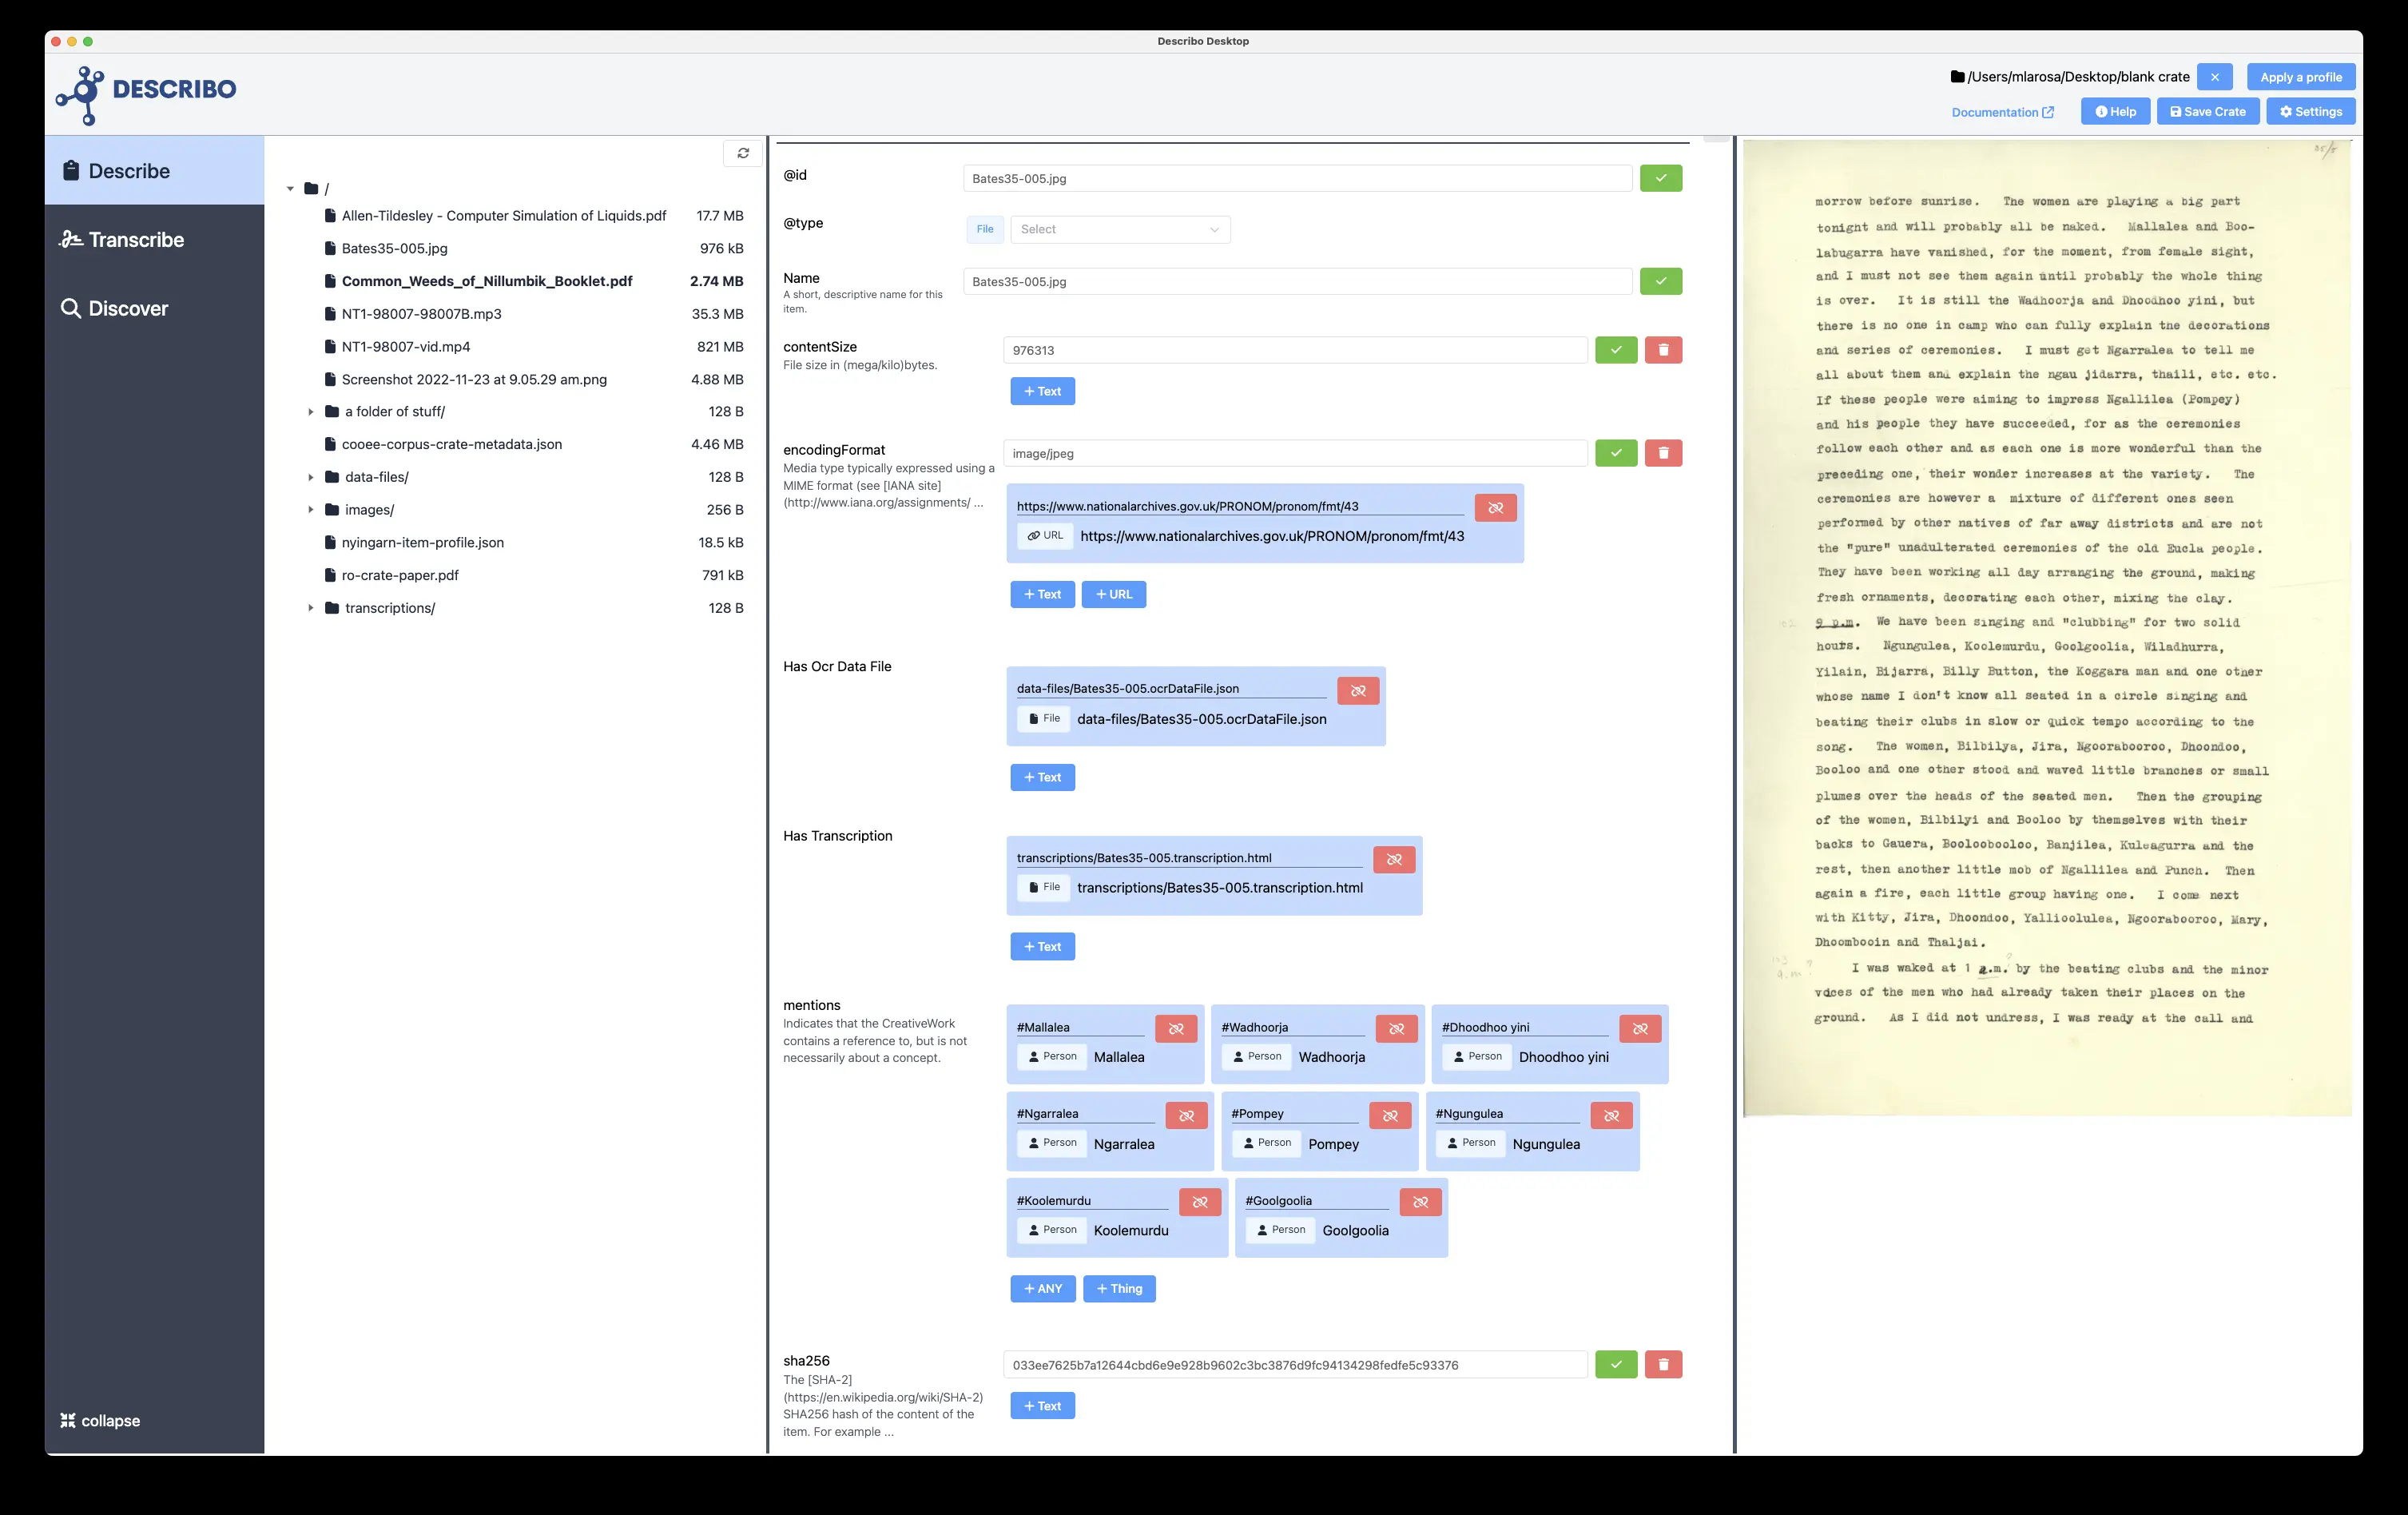 Describo Desktop
DESCRIBO
/Users/mlarosa/Desktop/blank crate
Apply a profile
Documentation
Help
Save Crate
Settings
Describe
Transcribe
Discover
collapse
/
Allen-Tildesley - Computer Simulation of Liquids.pdf 17.7 MB
Bates35-005.jpg 976 kB
Common_Weeds_of_Nillumbik_Booklet.pdf 2.74 MB
NT1-98007-98007B.mp3 35.3 MB
NT1-98007-vid.mp4 821 MB
Screenshot 2022-11-23 at 9.05.29 am.png 4.88 MB
a folder of stuff/ 128 B
cooee-corpus-crate-metadata.json 4.46 MB
data-files/ 128 B
images/ 256 B
nyingarn-item-profile.json 18.5 kB
ro-crate-paper.pdf 791 kB
transcriptions/ 128 B
@id
Bates35-005.jpg
@type
File
Select
Name
A short, descriptive name for this
item.
Bates35-005.jpg
contentSize
File size in (mega/kilo)bytes.
976313
+ Text
encodingFormat
Media type typically expressed using a
MIME format (see [IANA site]
(http://www.iana.org/assignments/ ...
image/jpeg
https://www.nationalarchives.gov.uk/PRONOM/pronom/fmt/43
URL https://www.nationalarchives.gov.uk/PRONOM/pronom/fmt/43
+ Text + URL
Has Ocr Data File
data-files/Bates35-005.ocrDataFile.json
File data-files/Bates35-005.ocrDataFile.json
+ Text
Has Transcription
transcriptions/Bates35-005.transcription.html
File transcriptions/Bates35-005.transcription.html
+ Text
mentions
Indicates that the CreativeWork
contains a reference to, but is not
necessarily about a concept.
#Mallalea #Wadhoorja #Dhoodhoo yini
Person Mallalea Person Wadhoorja Person Dhoodhoo yini
#Ngarralea #Pompey #Ngungulea
Person Ngarralea Person Pompey Person Ngungulea
#Koolemurdu #Goolgoolia
Person Koolemurdu Person Goolgoolia
+ ANY + Thing
sha256
The [SHA-2]
(https://en.wikipedia.org/wiki/SHA-2)
SHA256 hash of the content of the
item. For example ...
033ee7625b7a12644cbd6e9e928b9602c3bc3876d9fc94134298fedfe5c93376
+ Text
morrow before sunrise. The women are playing a big part
tonight and will probably all be naked. Mallalea and Boo-
labugarra have vanished, for the moment, from female sight,
and I must not see them again until probably the whole thing
is over. It is still the Wadhoorja and Dhoodhoo yini, but
there is no one in camp who can fully explain the decorations
and series of ceremonies. I must get Ngarralea to tell me
all about them and explain the ngau jidarra, thaili, etc. etc.
If these people were aiming to impress Ngallilea (Pompey)
and his people they have succeeded, for as the ceremonies
follow each other and as each one is more wonderful than the
preceding one, their wonder increases at the variety. The
ceremonies are however a mixture of different ones seen
performed by other natives of far away districts and are not
the "pure" unadulterated ceremonies of the old Eucla people.
They have been working all day arranging the ground, making
fresh ornaments, decorating each other, mixing the clay.
9 p.m. We have been singing and "clubbing" for two solid
hours. Ngungulea, Koolemurdu, Goolgoolia, Wiladhurra,
Yilain, Bijarra, Billy Button, the Koggara man and one other
whose name I don't know all seated in a circle singing and
beating their clubs in slow or quick tempo according to the
song. The women, Bilbilya, Jira, Ngoorabooroo, Dhoondoo,
Booloo and one other stood and waved little branches or small
plumes over the heads of the seated men. Then the grouping
of the women, Bilbilyi and Booloo by themselves with their
backs to Gauera, Booloobooloo, Banjilea, Kuleagurra and the
rest, then another little mob of Ngallilea and Punch. Then
again a fire, each little group having one. I come next
with Kitty, Jira, Dhoondoo, Yallioolulea, Ngoorabooroo, Mary,
Dhoombooin and Thaljai.
I was waked at 1 a.m. by the beating clubs and the minor
voices of the men who had already taken their places on the
ground. As I did not undress, I was ready at the call and